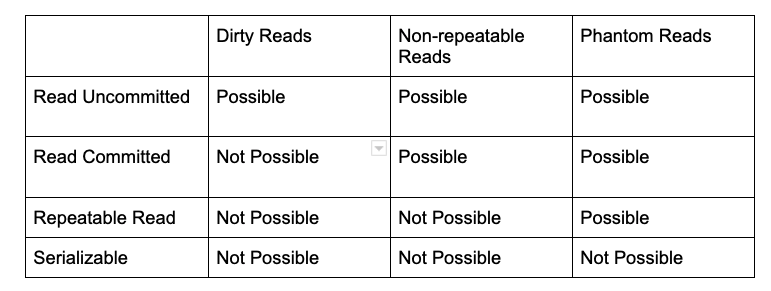 Dirty Reads Non-repeatable Reads Phantom Reads
Read Uncommitted Possible Possible Possible
Read Committed Not Possible Possible Possible
Repeatable Read Not Possible Not Possible Possible
Serializable Not Possible Not Possible Not Possible